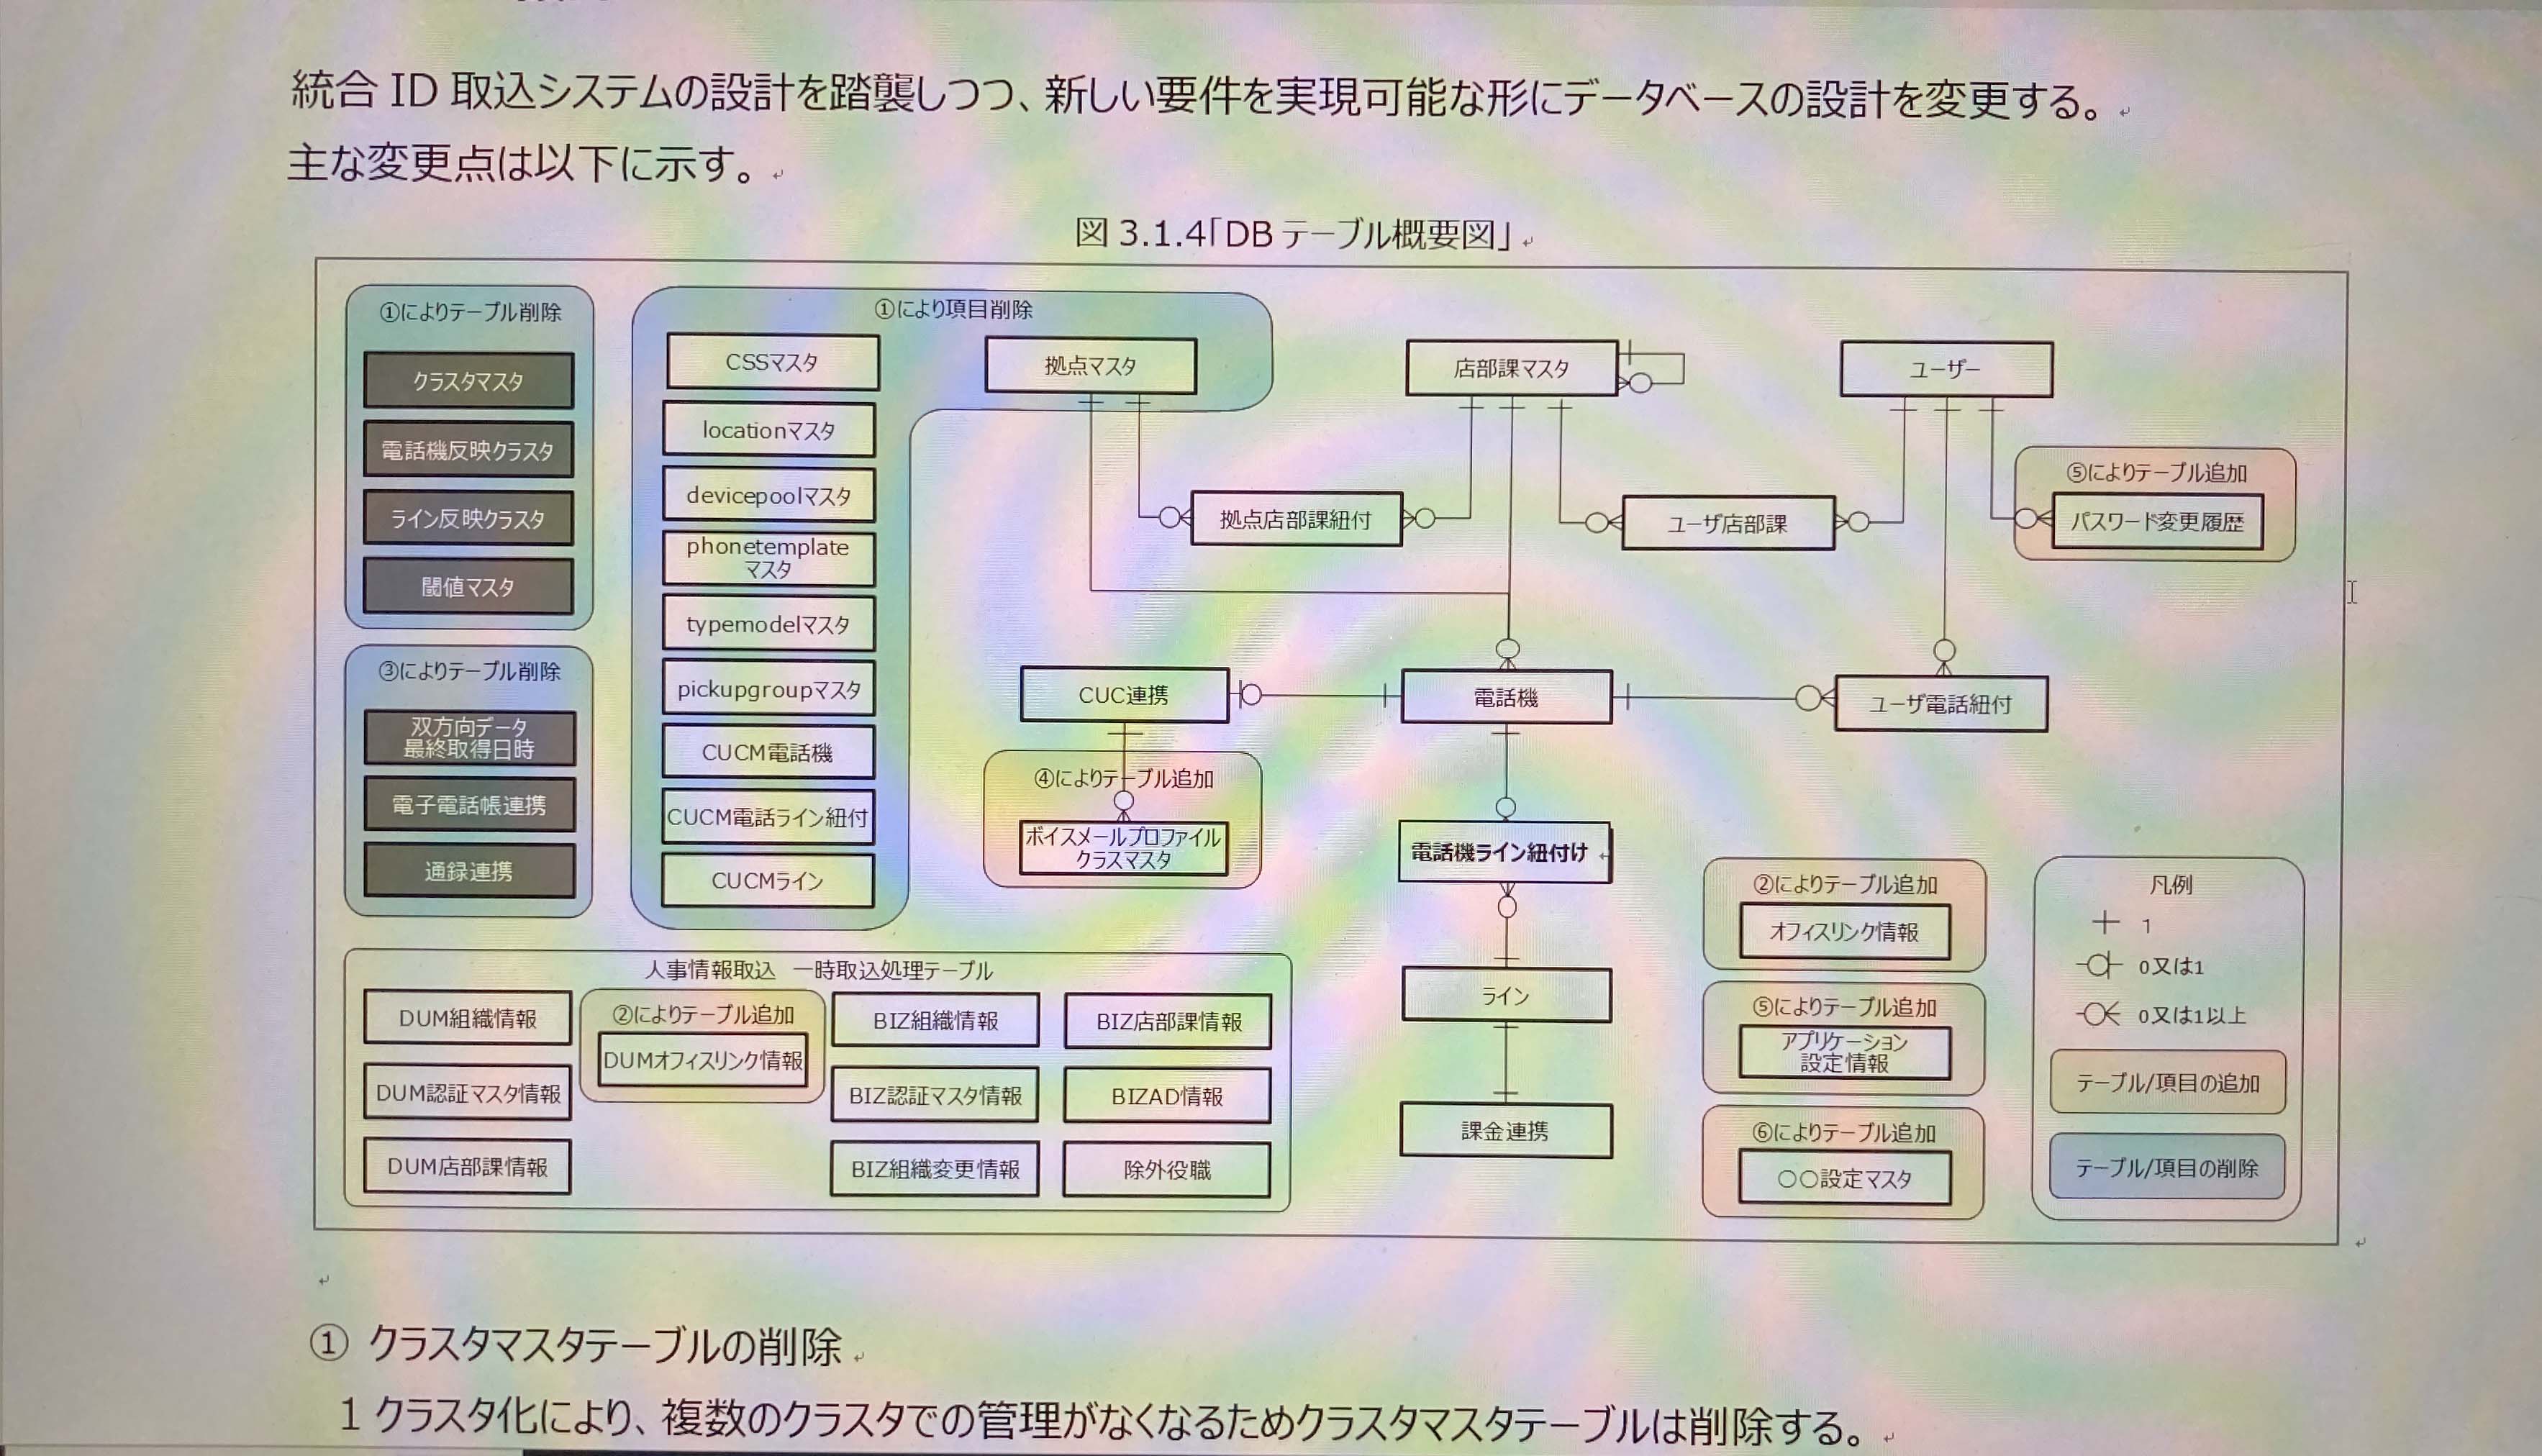 統合 ID 取込システムの設計を踏襲しつつ、新しい要件を実現可能な形にデータベースの設計を変更する。
主な変更点は以下に示す。
図 3.1.4「DB テーブル概要図」
①によりテーブル削除
クラスタマスタ
電話機反映クラスタ
ライン反映クラスタ
閾値マスタ
③によりテーブル削除
双方向データ
最終取得日時
電子電話帳連携
通録連携
①により項目削除
CSSマスタ
locationマスタ
devicepoolマスタ
phonetemplate
マスタ
typemodelマスタ
pickupgroupマスタ
CUCM電話機
CUCM電話ライン紐付
CUCMライン
拠点マスタ
店部課マスタ
ユーザー
拠点店部課紐付
ユーザ店部課
⑤によりテーブル追加
パスワード変更履歴
CUC連携
電話機
ユーザ電話紐付
④によりテーブル追加
ボイスメールプロファイル
クラスマスタ
電話機ライン紐付け
ライン
課金連携
②によりテーブル追加
オフィスリンク情報
⑤によりテーブル追加
アプリケーション
設定情報
⑥によりテーブル追加
○○設定マスタ
凡例
1
0又は1
0又は1以上
テーブル/項目の追加
テーブル/項目の削除
人事情報取込 一時取込処理テーブル
DUM組織情報
②によりテーブル追加
DUMオフィスリンク情報
BIZ組織情報
BIZ店部課情報
DUM認証マスタ情報
BIZ認証マスタ情報
BIZAD情報
DUM店部課情報
BIZ組織変更情報
除外役職
① クラスタマスタテーブルの削除
1 クラスタ化により、複数のクラスタでの管理がなくなるためクラスタマスタテーブルは削除する。